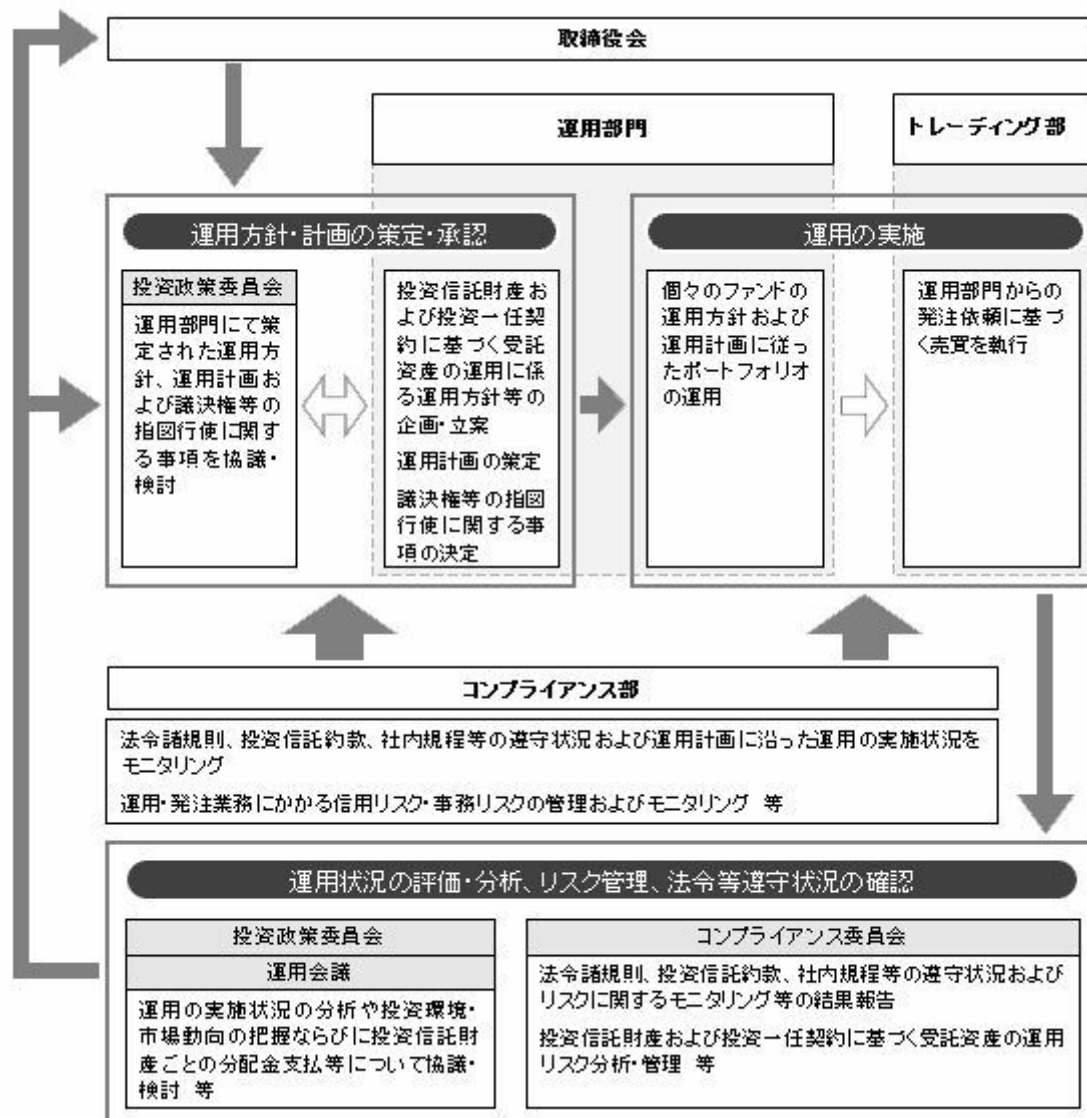 取締役会
運用部門
トレーディング部
運用方針・計画の策定・承認
投資政策委員会
運用部門にて策
定された運用方
針、運用計画お
よび議決権等の
指図行使に関す
る事項を協議・
検討
投資信託財産お
よび投資一任契
約に基づく受託
資産の運用に係
る運用方針等の
企画・立案
運用計画の策定
議決権等の指図
行使に関する事
項の決定
運用の実施
個々のファンドの
運用方針および
運用計画に従っ
たポートフォリオ
の運用
運用部門からの
発注依頼に基づ
く売買を執行
コンプライアンス部
法令諸規則、投資信託約款、社内規程等の遵守状況および運用計画に沿った運用の実施状況を
モニタリング
運用・発注業務にかかる信用リスク・事務リスクの管理およびモニタリング 等
運用状況の評価・分析、リスク管理、法令等遵守状況の確認
投資政策委員会
運用会議
運用の実施状況の分析や投資環境・
市場動向の把握ならびに投資信託財
産ごとの分配金支払等について協議・
検討 等
コンプライアンス委員会
法令諸規則、投資信託約款、社内規程等の遵守状況および
リスクに関するモニタリング等の結果報告
投資信託財産および投資一任契約に基づく受託資産の運用
リスク分析・管理 等